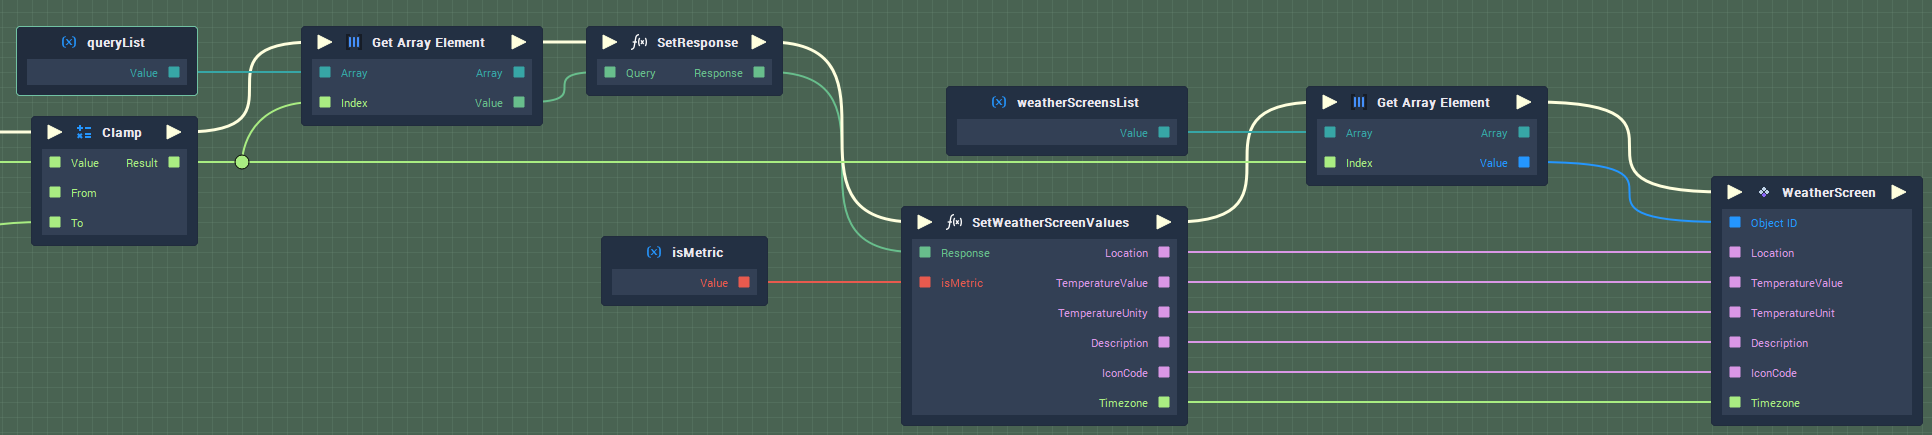 queryList
Value
Clamp
Value Result
From
To
Get Array Element
Array Array
Index Value
f(x) SetResponse
Query Response
(x) isMetric
Value
f(x) SetWeatherScreenValues
Response Location
isMetric TemperatureValue
TemperatureUnity
Description
IconCode
Timezone
(x) weatherScreensList
Value
Get Array Element
Array Array
Index Value
WeatherScreen
Object ID
Location
TemperatureValue
TemperatureUnit
Description
IconCode
Timezone